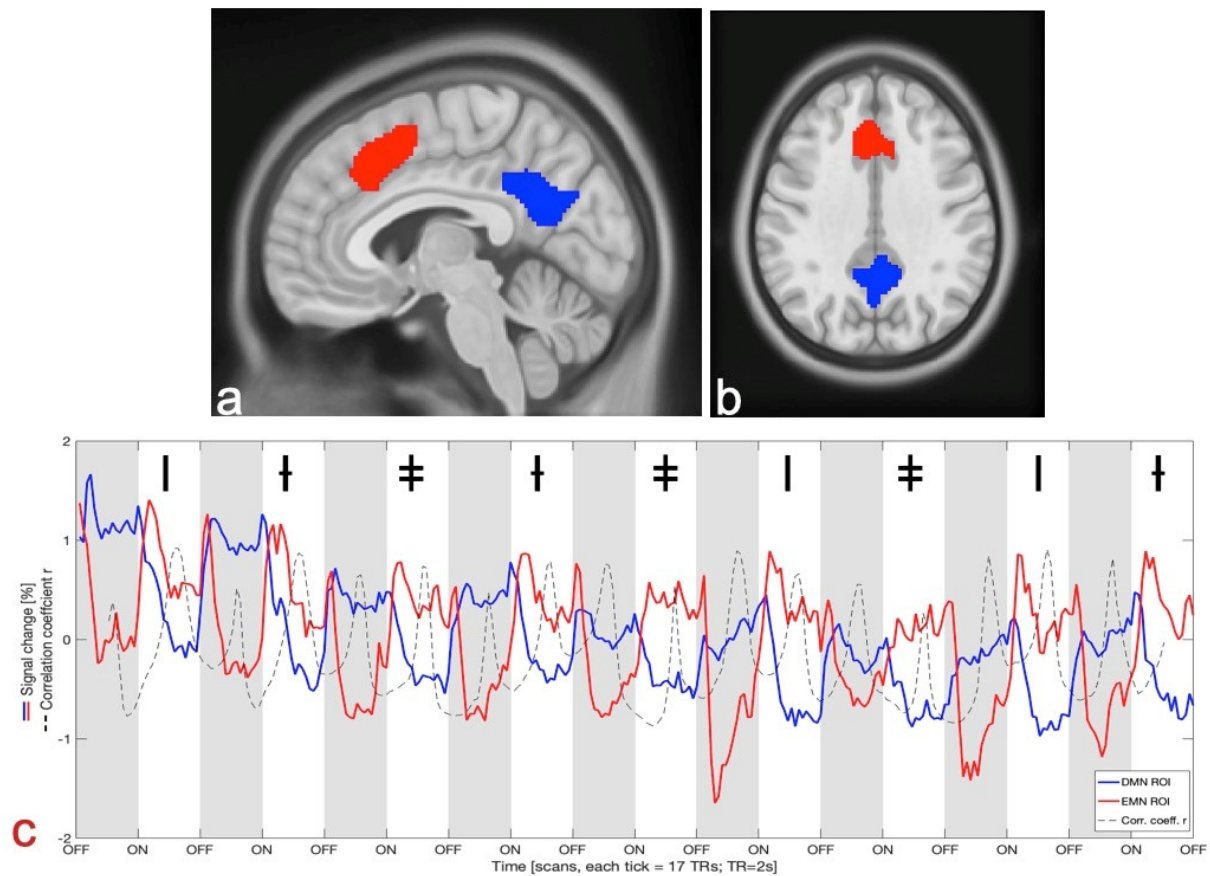 a
b
2
1
0
-1
-2
Signal change [%]
Correlation coefficient r
DMN ROI
EMN ROI
Corr. coeff. r
C
OFF ON OFF ON OFF ON OFF ON OFF ON OFF ON OFF ON OFF ON OFF ON OFF
Time [scans, each tick = 17 TRs; TR=2s]